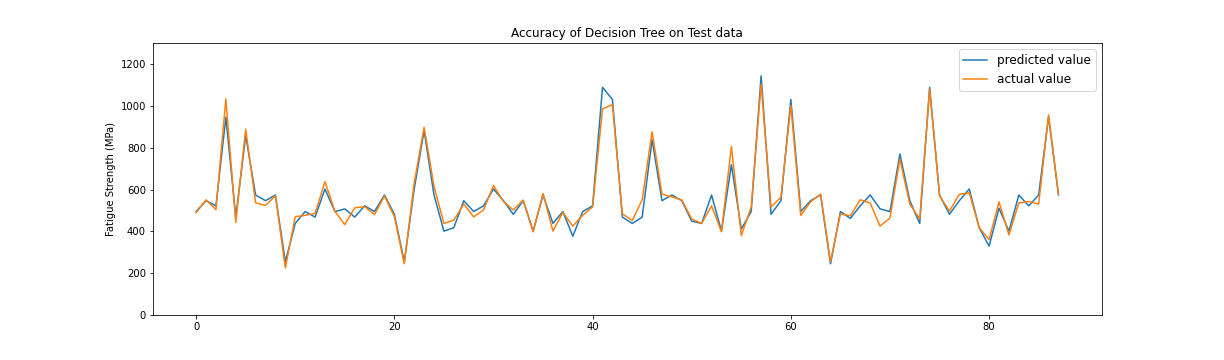 Accuracy of Decision Tree on Test data
predicted value
actual value
Fatigue Strength (MPa)
1200
1000
800
600
400
200
0
0 20 40 60 80